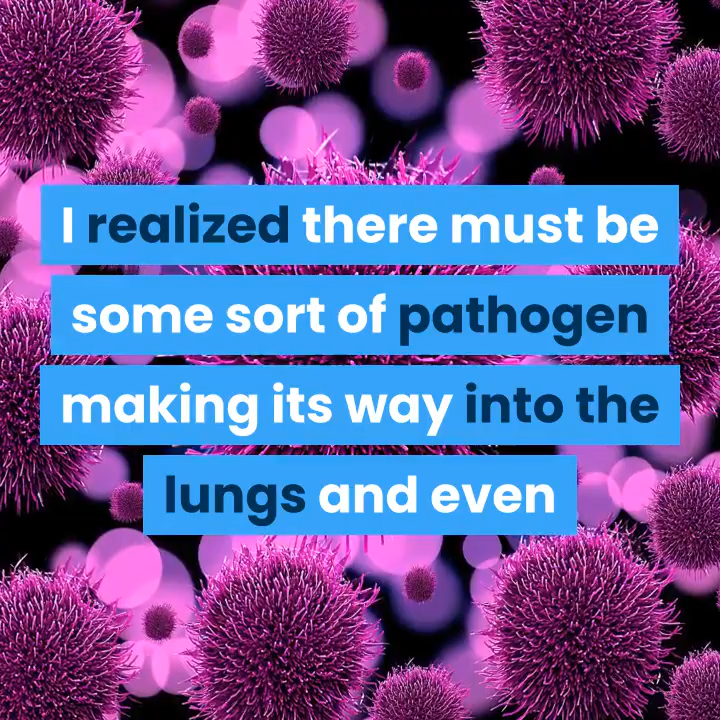 I realized there must be
some sort of pathogen
making its way into the
lungs and even